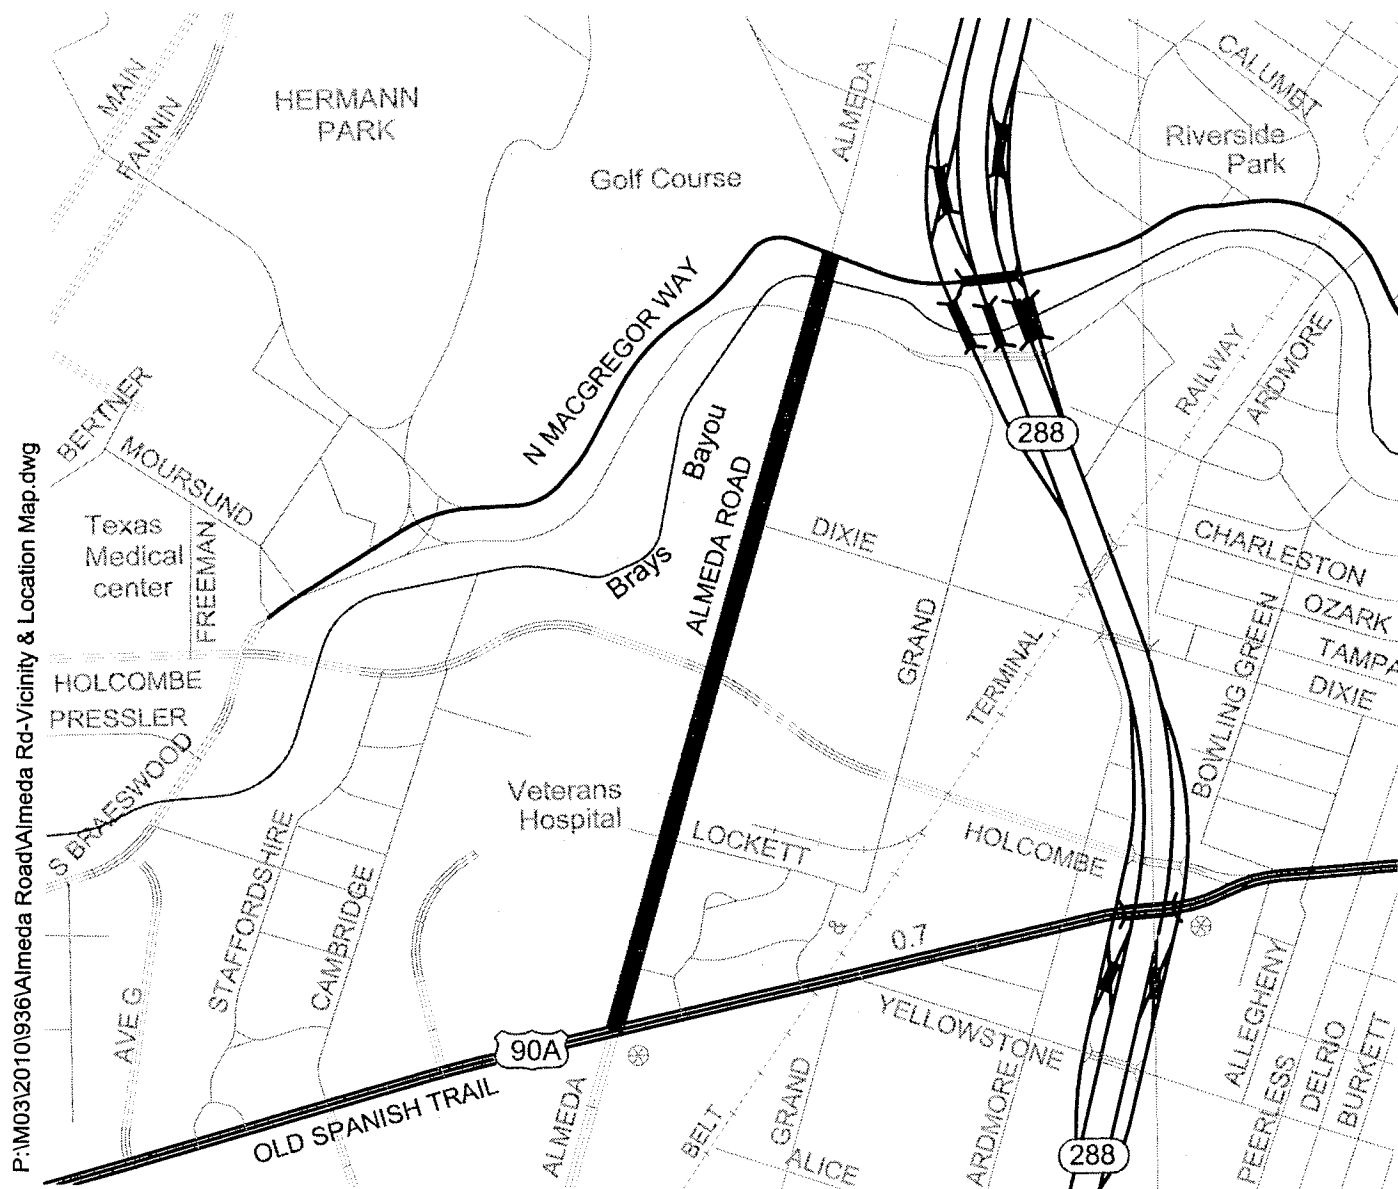 MAIN
FANNIN
HERMANN
PARK
Golf Course
ALMEDA
CALUMET
Riverside
Park
N MACGREGOR WAY
RAILWAY
ARDMORE
BERTNER
MOURSUND
288
Bayou
Brays
ALMEDA ROAD
Texas
Medical
center
FREEMAN
DIXIE
GRAND
TERMINAL
CHARLESTON
OZARK
TAMPA
DIXIE
BOWLING GREEN
HOLCOMBE
PRESSLER
S BRAESWOOD
Veterans
Hospital
LOCKETT
HOLCOMBE
STAFFORDSHIRE
CAMBRIDGE
AVE G
&
0.7
YELLOWSTONE
90A
OLD SPANISH TRAIL
ALMEDA
BELT
GRAND
ALICE
ARDMORE
288
ALLEGHENY
PEERLESS
DELRIO
BURKETT
P:\M03\2010\936\Almeda Road\Almeda Rd-Vicinity & Location Map.dwg